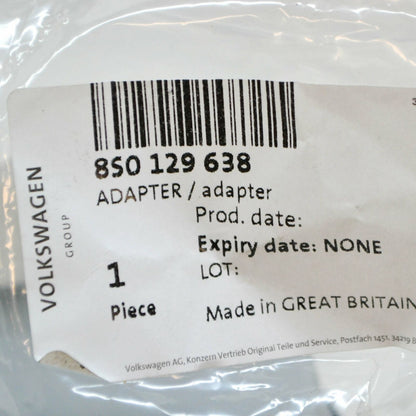 8S0 129 638
ADAPTER / adapter
Prod. date:
Expiry date: NONE
LOT:
1
Piece
Made in GREAT BRITAIN
VOLKSWAGEN
GROUP
Volkswagen AG, Konzern Vertrieb Original Teile und Service, Postfach 1451, 34219